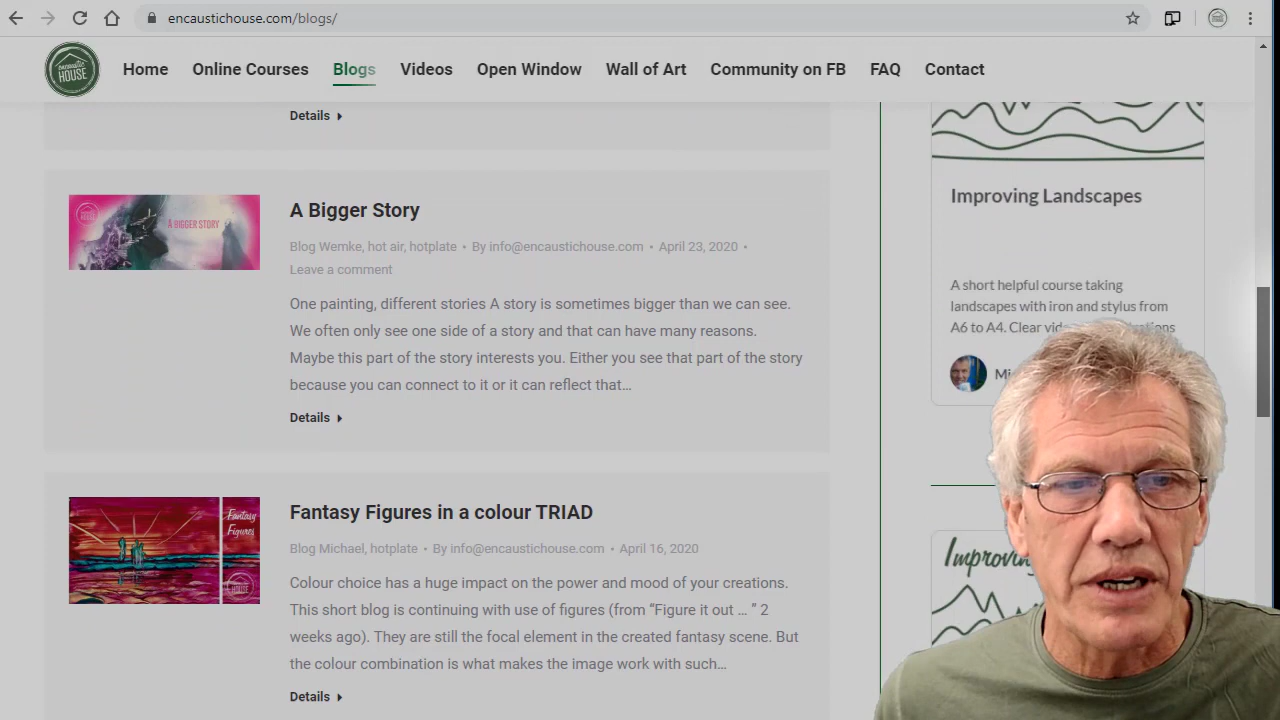 encaustichouse.com/blogs/
encaustic
HOUSE
Home
Online Courses
Blogs
Videos
Open Window
Wall of Art
Community on FB
FAQ
Contact
Details
A BIGGER STORY
A Bigger Story
Blog Wemke, hot air, hotplate • By info@encaustichouse.com • April 23, 2020 •
Leave a comment
One painting, different stories A story is sometimes bigger than we can see.
We often only see one side of a story and that can have many reasons.
Maybe this part of the story interests you. Either you see that part of the story
because you can connect to it or it can reflect that…
Details
Fantasy
Figures
HOUSE
Fantasy Figures in a colour TRIAD
Blog Michael, hotplate • By info@encaustichouse.com • April 16, 2020
Colour choice has a huge impact on the power and mood of your creations.
This short blog is continuing with use of figures (from “Figure it out … ” 2
weeks ago). They are still the focal element in the created fantasy scene. But
the colour combination is what makes the image work with such…
Details
Improving Landscapes
A short helpful course taking
landscapes with iron and stylus from
A6 to A4. Clear
Improving